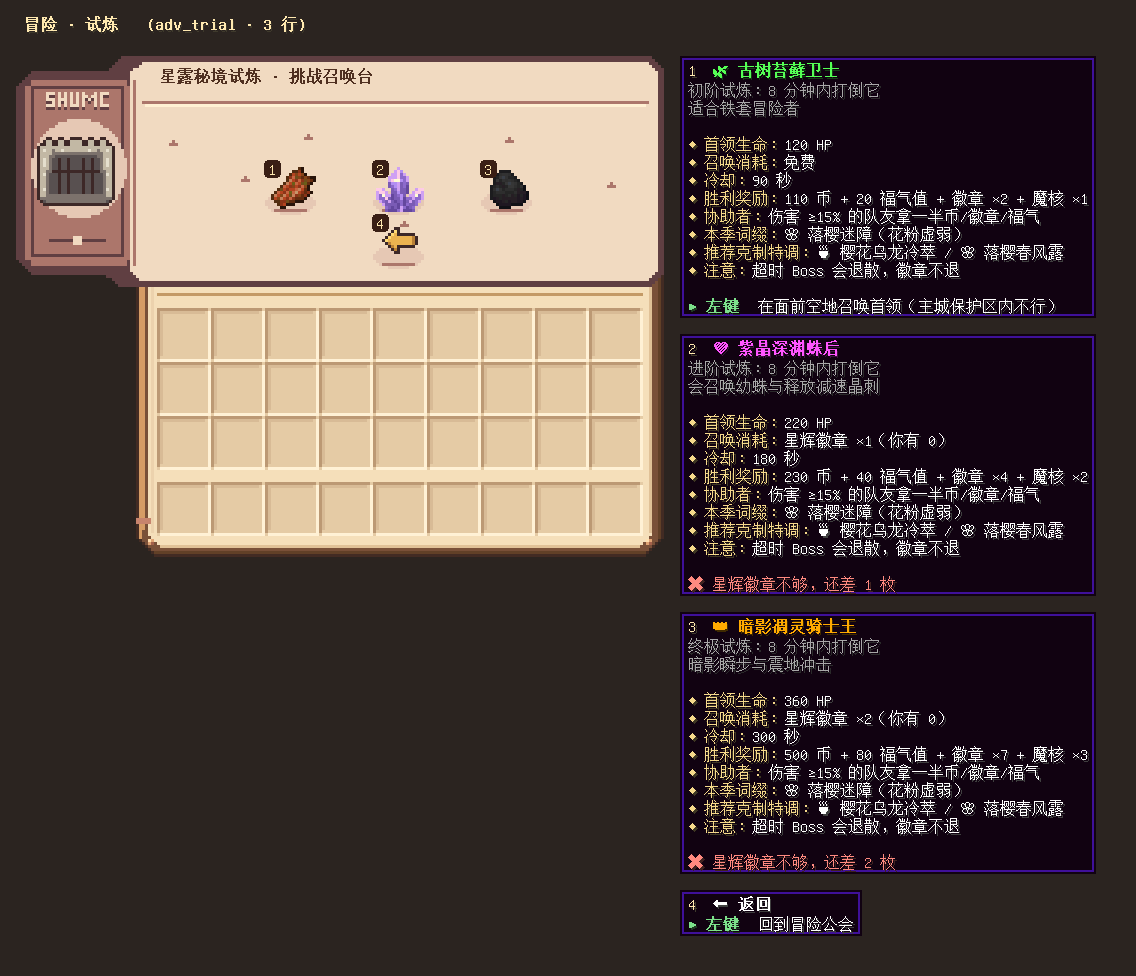 冒险 · 试炼 (adv_trial · 3 行)
SHUMC
星露秘境试炼 · 挑战召唤台
1
2
3
4
1 🌿 古树苔藓卫士
初阶试炼：8 分钟内打倒它
适合铁套冒险者
◆ 首领生命：120 HP
◆ 召唤消耗：免费
◆ 冷却：90 秒
◆ 胜利奖励：110 币 + 20 福气值 + 徽章 ×2 + 魔核 ×1
◆ 协助者：伤害 ≥15% 的队友拿一半币/徽章/福气
◆ 本季词缀：🌸 落樱迷障（花粉虚弱）
◆ 推荐克制特调：🍵 樱花乌龙冷萃 / 🌸 落樱春风露
◆ 注意：超时 Boss 会退散，徽章不退
▶ 左键 在面前空地召唤首领（主城保护区内不行）
2 💜 紫晶深渊蛛后
进阶试炼：8 分钟内打倒它
会召唤幼蛛与释放减速晶刺
◆ 首领生命：220 HP
◆ 召唤消耗：星辉徽章 ×1（你有 0）
◆ 冷却：180 秒
◆ 胜利奖励：230 币 + 40 福气值 + 徽章 ×4 + 魔核 ×2
◆ 协助者：伤害 ≥15% 的队友拿一半币/徽章/福气
◆ 本季词缀：🌸 落樱迷障（花粉虚弱）
◆ 推荐克制特调：🍵 樱花乌龙冷萃 / 🌸 落樱春风露
◆ 注意：超时 Boss 会退散，徽章不退
✖ 星辉徽章不够，还差 1 枚
3 👑 暗影凋灵骑士王
终极试炼：8 分钟内打倒它
暗影瞬步与震地冲击
◆ 首领生命：360 HP
◆ 召唤消耗：星辉徽章 ×2（你有 0）
◆ 冷却：300 秒
◆ 胜利奖励：500 币 + 80 福气值 + 徽章 ×7 + 魔核 ×3
◆ 协助者：伤害 ≥15% 的队友拿一半币/徽章/福气
◆ 本季词缀：🌸 落樱迷障（花粉虚弱）
◆ 推荐克制特调：🍵 樱花乌龙冷萃 / 🌸 落樱春风露
◆ 注意：超时 Boss 会退散，徽章不退
✖ 星辉徽章不够，还差 2 枚
4 ⬅ 返回
▶ 左键 回到冒险公会